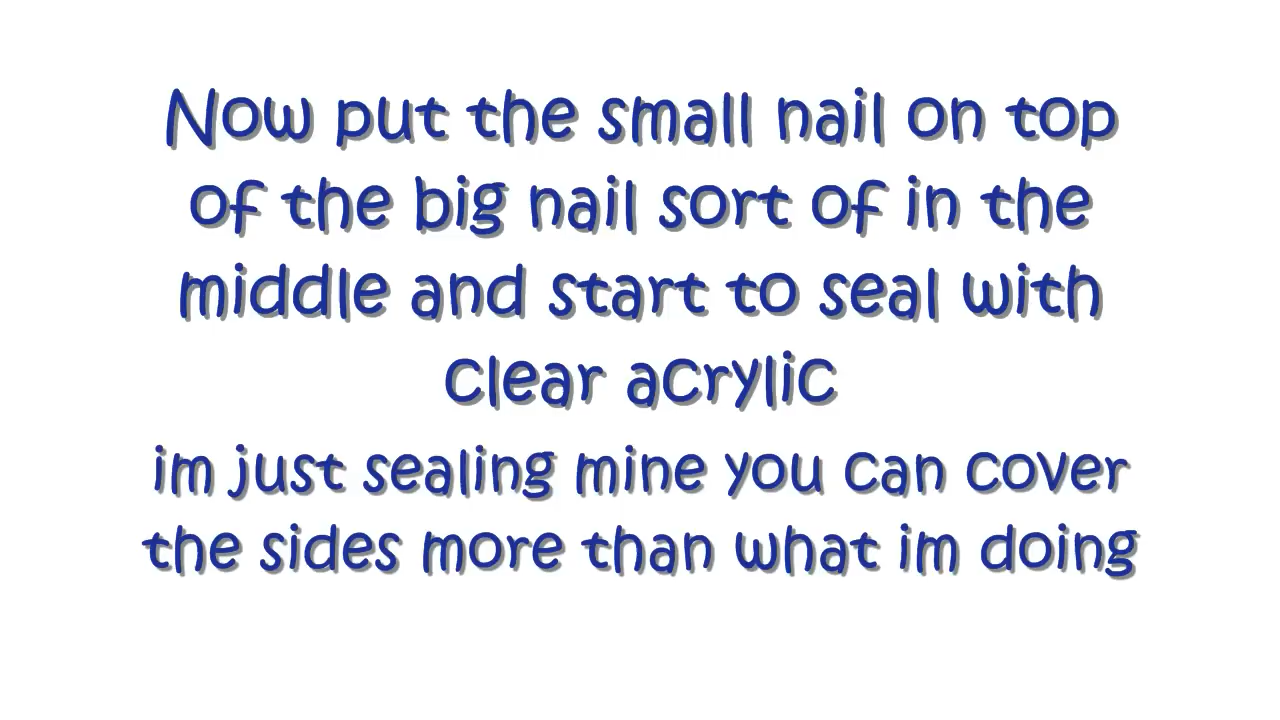 Now put the small nail on top
of the big nail sort of in the
middle and start to seal with
clear acrylic
im just sealing mine you can cover
the sides more than what im doing